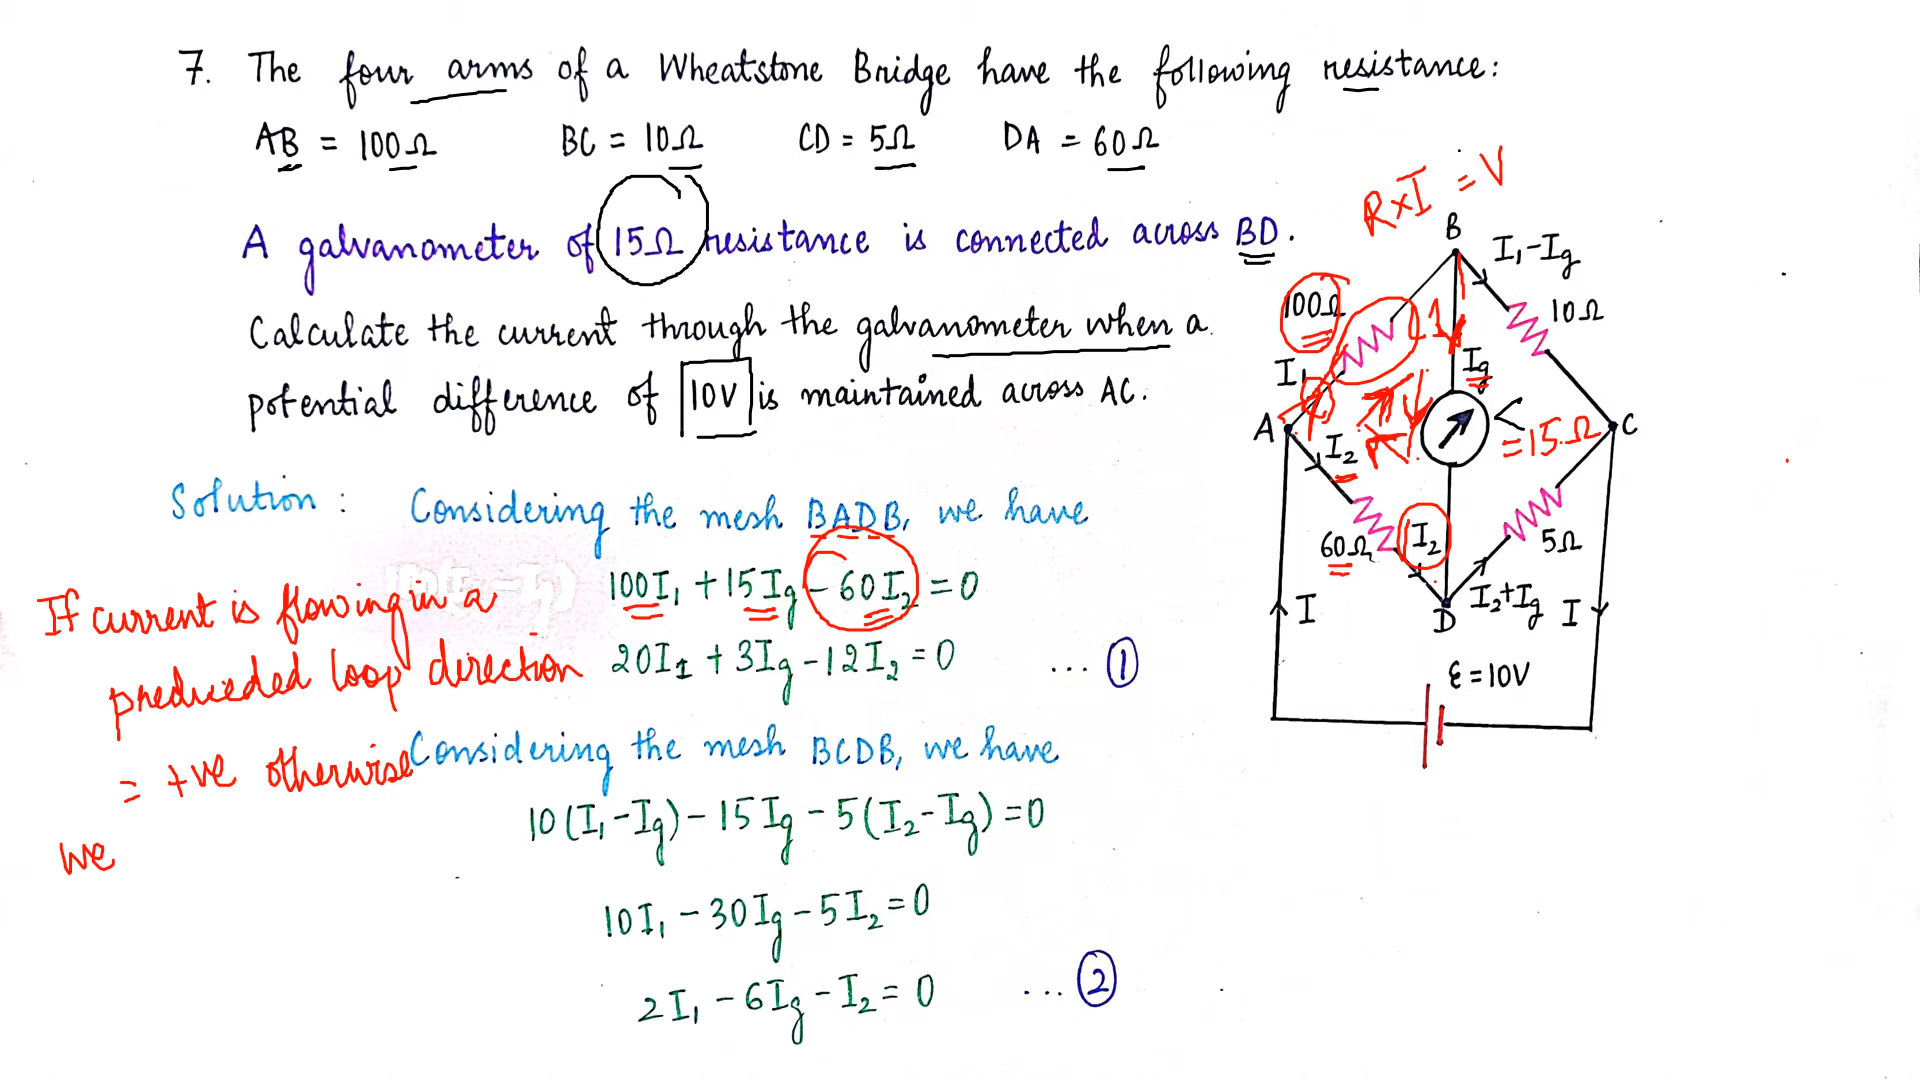 7. The four arms of a Wheatstone Bridge have the following resistance:
AB = 100Ω BC = 10Ω CD = 5Ω DA = 60Ω
A galvanometer of 15Ω resistance is connected across BD.
Calculate the current through the galvanometer when a
potential difference of 10V is maintained across AC.
Solution: Considering the mesh BADB, we have
100I₁ + 15Ig - 60I₂ = 0
20I₁ + 3Ig - 12I₂ = 0 ... ①
Considering the mesh BCDB, we have
10(I₁-Ig) - 15Ig - 5(I₂-Ig) = 0
10I₁ - 30Ig - 5I₂ = 0
2I₁ - 6Ig - I₂ = 0 ... ②
If current is flowing in a
loop direction
= +ve otherwise
we
R×I = V
B
I₁-Ig
100Ω
10Ω
I₁
Ig
A
C
= 15Ω
I₂
60Ω
I₂
5Ω
D
I₂+Ig
I
I
ε = 10V